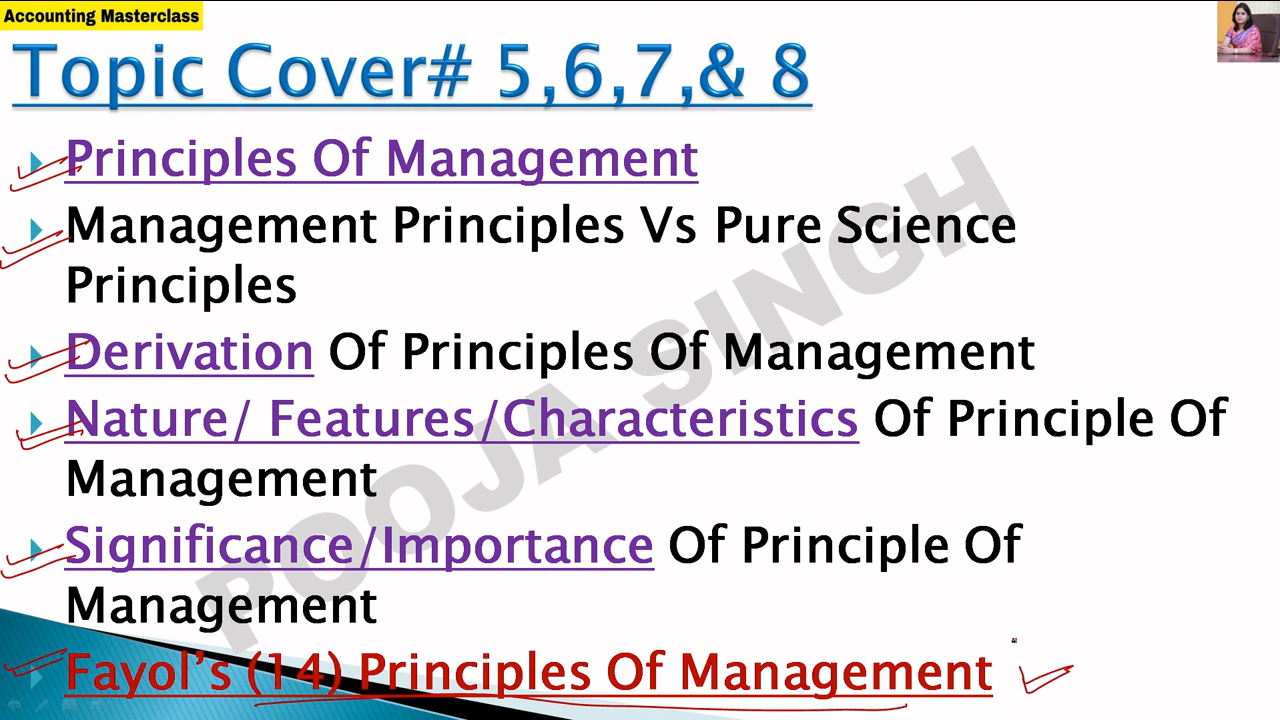 Accounting Masterclass
Topic Cover# 5,6,7,& 8
Principles Of Management
Management Principles Vs Pure Science
Principles
Derivation Of Principles Of Management
Nature/ Features/Characteristics Of Principle Of
Management
Significance/Importance Of Principle Of
Management
Fayol's (14) Principles Of Management
POOJA SINGH